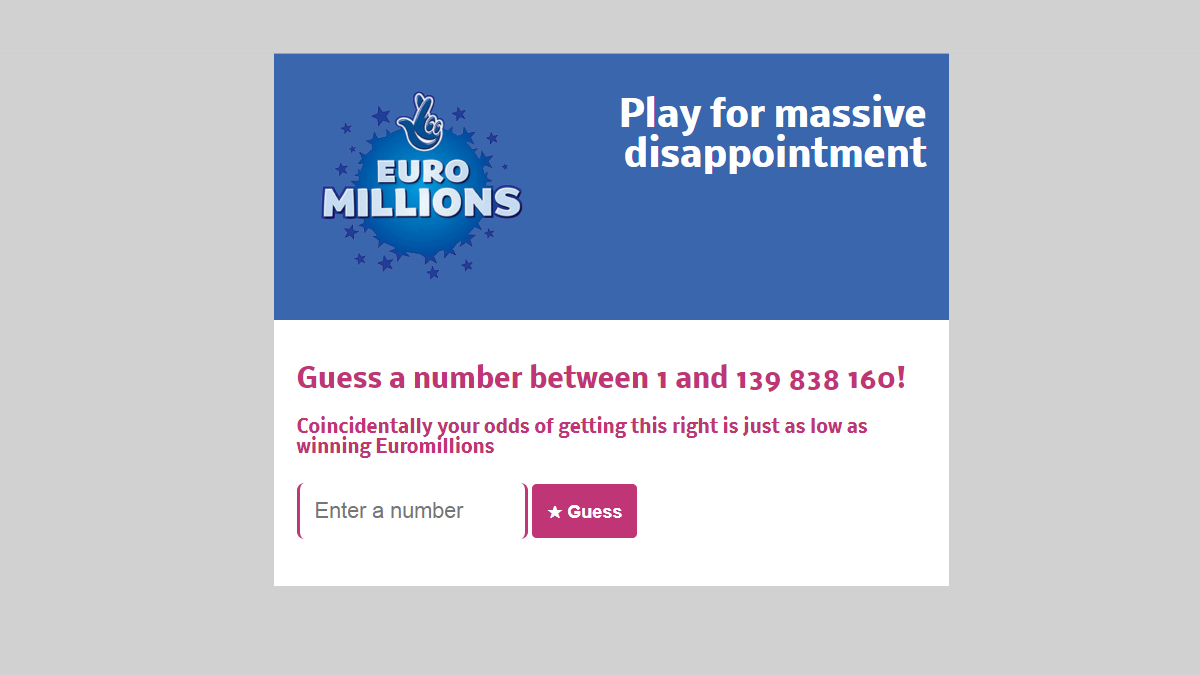 EURO
MILLIONS
Play for massive
disappointment
Guess a number between 1 and 139 838 160!
Coincidentally your odds of getting this right is just as low as
winning Euromillions
Enter a number
★ Guess